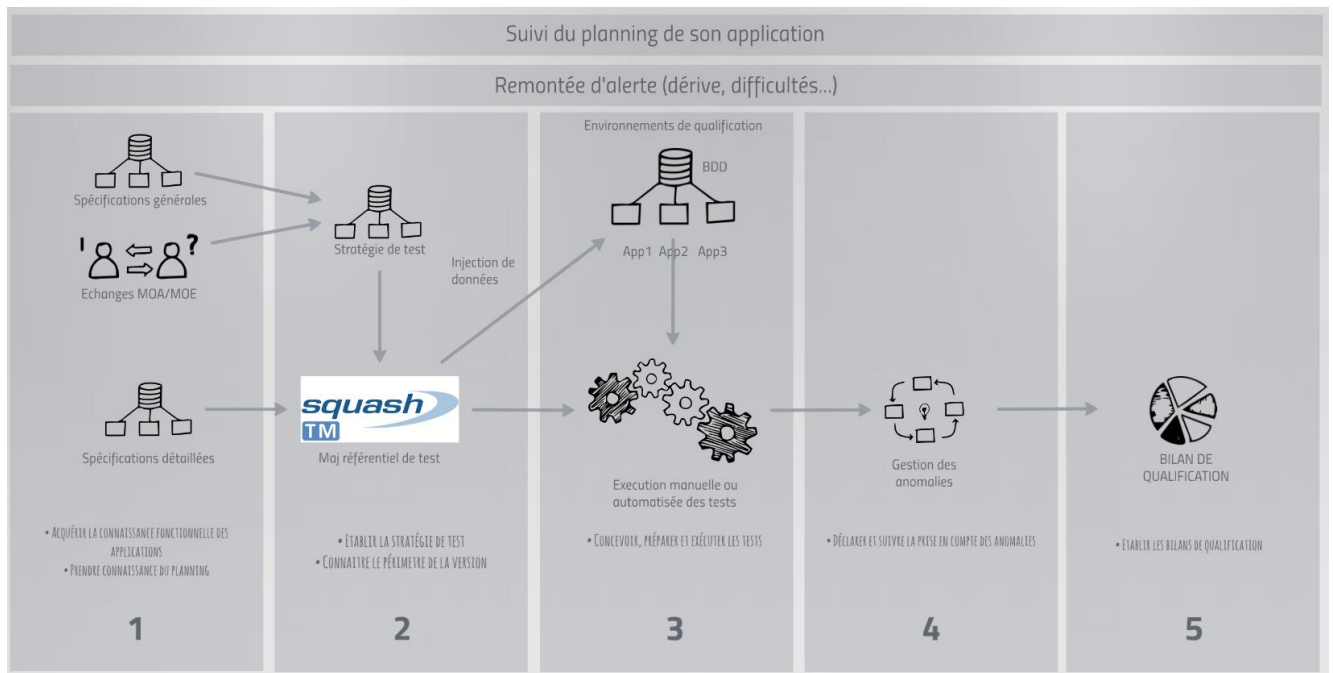 Suivi du planning de son application
Remontée d'alerte (dérive, difficultés...)
Spécifications générales
! ?
Echanges MOA/MOE
Spécifications détaillées
• Acquérir la connaissance fonctionnelle des
applications
• Prendre connaissance du planning
1
Stratégie de test
Injection de
données
squash
TM
Maj référentiel de test
• Etablir la stratégie de test
• Connaitre le périmetre de la version
2
Environnements de qualification
BDD
App1 App2 App3
Execution manuelle ou
automatisée des tests
• Concevoir, préparer et exécuter les tests
3
Gestion des
anomalies
• Déclarer et suivre la prise en compte des anomalies
4
BILAN DE
QUALIFICATION
• Etablir les bilans de qualification
5